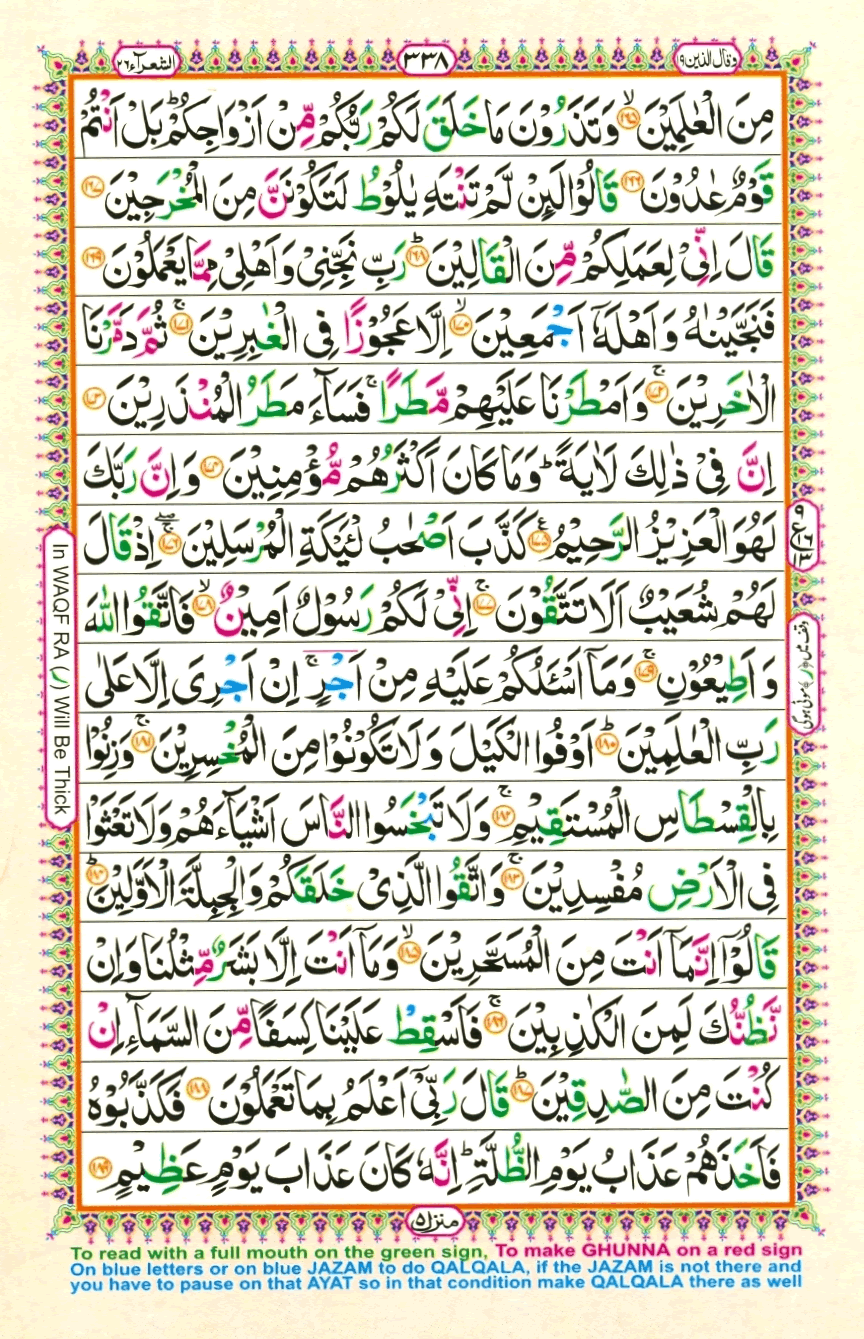 الشعرآء ٢٦
٣٣٨
وقال الذين ١٩
مِنَ الْعٰلَمِيْنَ ۙ﴿١٦٥﴾ وَتَذَرُوْنَ مَا خَلَقَ لَكُمْ رَبُّكُمْ مِّنْ اَزْوَاجِكُمْ ؕ بَلْ اَنْتُمْ
قَوْمٌ عٰدُوْنَ ﴿١٦٦﴾ قَالُوْا لَئِنْ لَّمْ تَنْتَهِ يٰلُوْطُ لَتَكُوْنَنَّ مِنَ الْمُخْرَجِيْنَ ﴿١٦٧﴾
قَالَ اِنِّىْ لِعَمَلِكُمْ مِّنَ الْقَالِيْنَ ؕ﴿١٦٨﴾ رَبِّ نَجِّنِىْ وَاَهْلِىْ مِمَّا يَعْمَلُوْنَ ﴿١٦٩﴾
فَنَجَّيْنٰهُ وَاَهْلَهٗۤ اَجْمَعِيْنَ ۙ﴿١٧٠﴾ اِلَّا عَجُوْزًا فِى الْغٰبِرِيْنَ ۚ﴿١٧١﴾ ثُمَّ دَمَّرْنَا
الْاٰخَرِيْنَ ۚ﴿١٧٢﴾ وَاَمْطَرْنَا عَلَيْهِمْ مَّطَرًا ۚ فَسَآءَ مَطَرُ الْمُنْذَرِيْنَ ﴿١٧٣﴾
اِنَّ فِىْ ذٰلِكَ لَاٰيَةً ؕ وَمَا كَانَ اَكْثَرُهُمْ مُّؤْمِنِيْنَ ﴿١٧٤﴾ وَاِنَّ رَبَّكَ
لَهُوَ الْعَزِيْزُ الرَّحِيْمُ ﴿١٧٥﴾ كَذَّبَ اَصْحٰبُ لْئَيْكَةِ الْمُرْسَلِيْنَ ۚۖ﴿١٧٦﴾ اِذْ قَالَ
لَهُمْ شُعَيْبٌ اَلَا تَتَّقُوْنَ ۚ﴿١٧٧﴾ اِنِّىْ لَكُمْ رَسُوْلٌ اَمِيْنٌ ۙ﴿١٧٨﴾ فَاتَّقُوا اللّٰهَ
وَاَطِيْعُوْنِ ۚ﴿١٧٩﴾ وَمَاۤ اَسْـَٔلُكُمْ عَلَيْهِ مِنْ اَجْرٍ ۚ اِنْ اَجْرِىَ اِلَّا عَلٰى
رَبِّ الْعٰلَمِيْنَ ؕ﴿١٨٠﴾ اَوْفُوا الْكَيْلَ وَلَا تَكُوْنُوْا مِنَ الْمُخْسِرِيْنَ ۚ﴿١٨١﴾ وَزِنُوْا
بِالْقِسْطَاسِ الْمُسْتَقِيْمِ ۚ﴿١٨٢﴾ وَلَا تَبْخَسُوا النَّاسَ اَشْيَآءَهُمْ وَلَا تَعْثَوْا
فِى الْاَرْضِ مُفْسِدِيْنَ ۚ﴿١٨٣﴾ وَاتَّقُوا الَّذِىْ خَلَقَكُمْ وَالْجِبِلَّةَ الْاَوَّلِيْنَ ؕ﴿١٨٤﴾
قَالُوْۤا اِنَّمَاۤ اَنْتَ مِنَ الْمُسَحَّرِيْنَ ۙ﴿١٨٥﴾ وَمَاۤ اَنْتَ اِلَّا بَشَرٌ مِّثْلُنَا وَاِنْ
نَّظُنُّكَ لَمِنَ الْكٰذِبِيْنَ ۚ﴿١٨٦﴾ فَاَسْقِطْ عَلَيْنَا كِسَفًا مِّنَ السَّمَآءِ اِنْ
كُنْتَ مِنَ الصّٰدِقِيْنَ ؕ﴿١٨٧﴾ قَالَ رَبِّىْۤ اَعْلَمُ بِمَا تَعْمَلُوْنَ ﴿١٨٨﴾ فَكَذَّبُوْهُ
فَاَخَذَهُمْ عَذَابُ يَوْمِ الظُّلَّةِ ؕ اِنَّهٗ كَانَ عَذَابَ يَوْمٍ عَظِيْمٍ ﴿١٨٩﴾
In WAQF RA (ر) Will Be Thick
منزل ۵
To read with a full mouth on the green sign, To make GHUNNA on a red sign
On blue letters or on blue JAZAM to do QALQALA, if the JAZAM is not there and
you have to pause on that AYAT so in that condition make QALQALA there as well